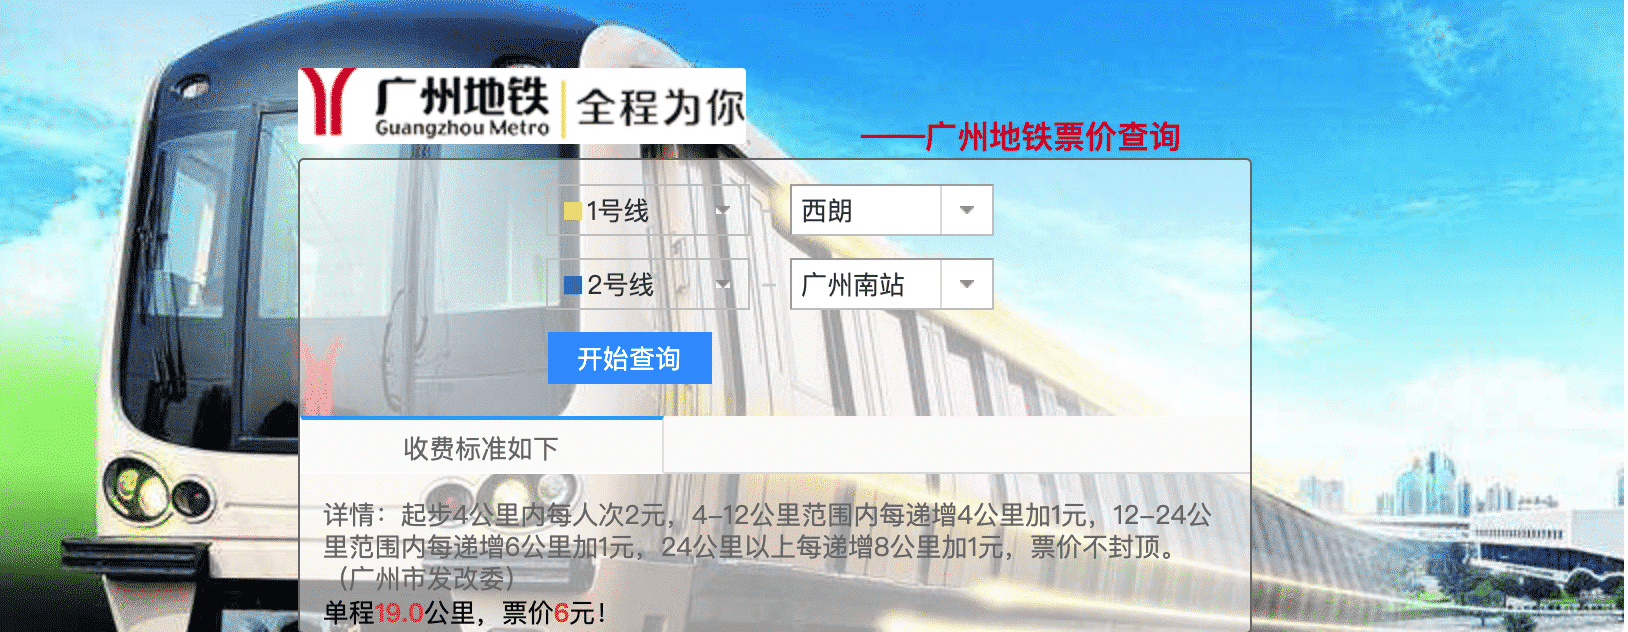 广州地铁 全程为你
Guangzhou Metro
——广州地铁票价查询
1号线 西朗
2号线 广州南站
开始查询
收费标准如下
详情：起步4公里内每人次2元，4-12公里范围内每递增4公里加1元，12-24公
里范围内每递增6公里加1元，24公里以上每递增8公里加1元，票价不封顶。
（广州市发改委）
单程19.0公里，票价6元！